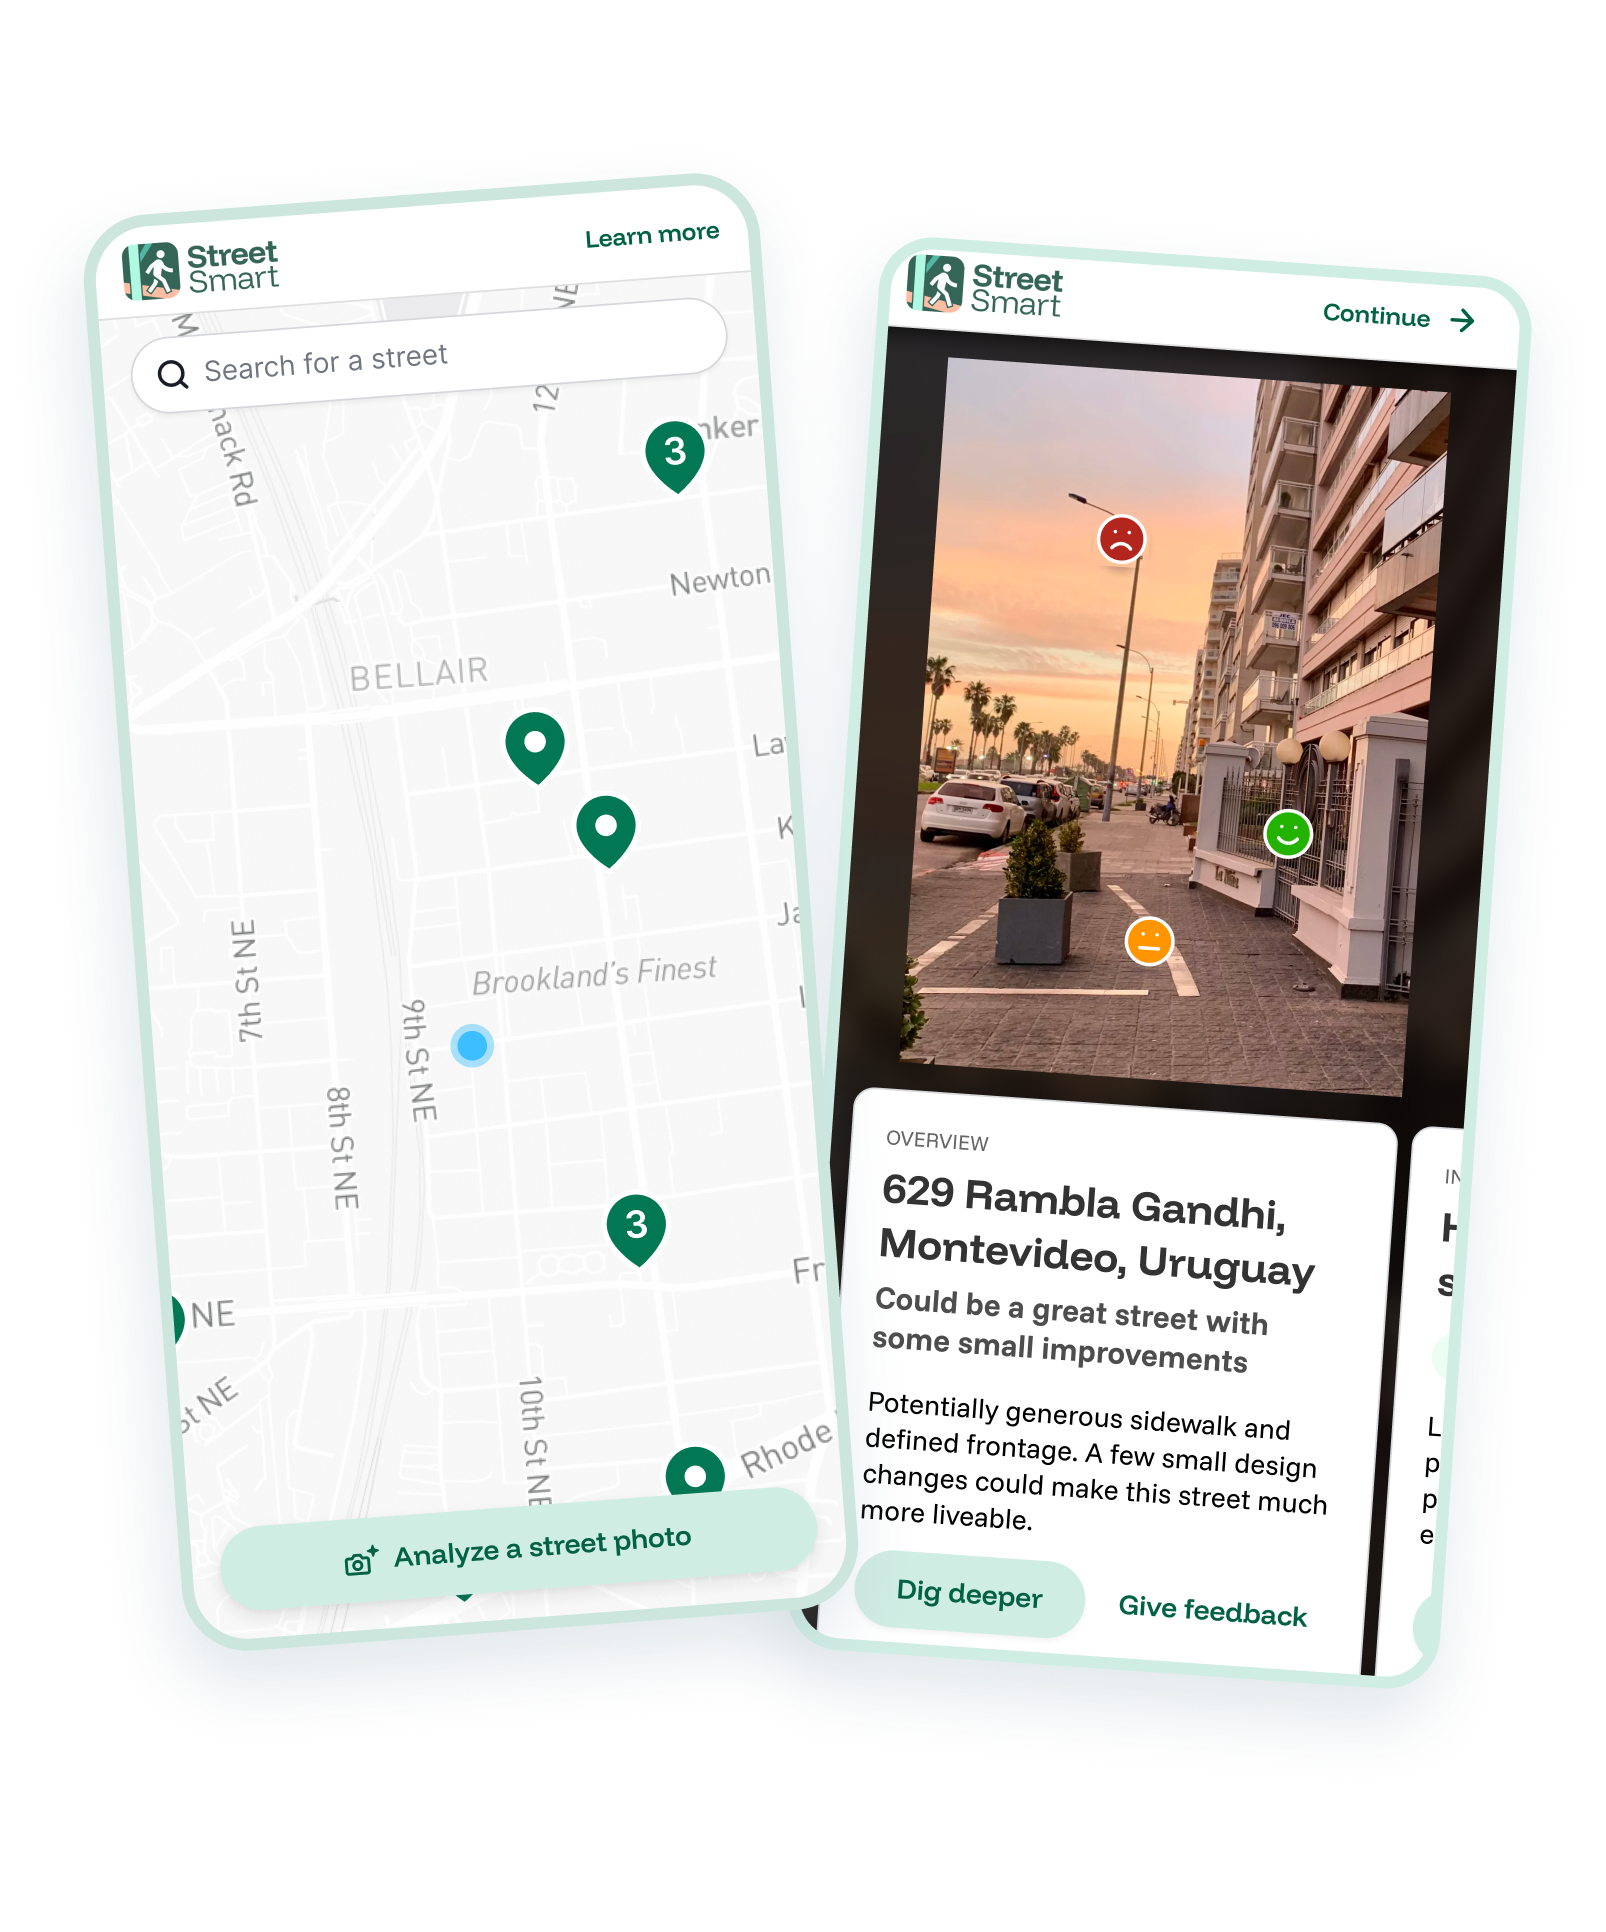 Street
Smart
Learn more
Search for a street
12
3
Newton
BELLAIR
Brookland's Finest
7th St NE
9th St NE
8th St NE
3
NE
St NE
10th St NE
Rhode
Analyze a street photo
Street
Smart
Continue
OVERVIEW
629 Rambla Gandhi,
Montevideo, Uruguay
Could be a great street with
some small improvements
Potentially generous sidewalk and
defined frontage. A few small design
changes could make this street much
more liveable.
Dig deeper
Give feedback